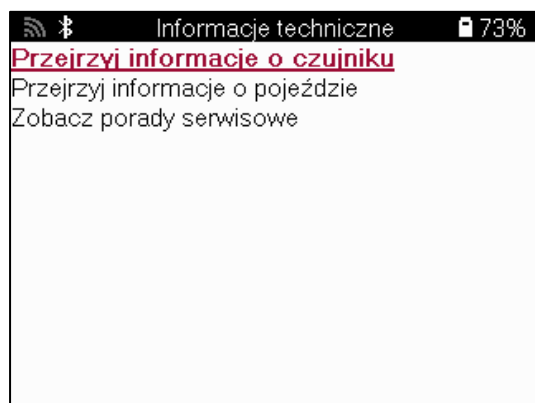 Informacje techniczne 73%
Przejrzyj informacje o czujniku
Przejrzyj informacje o pojeździe
Zobacz porady serwisowe